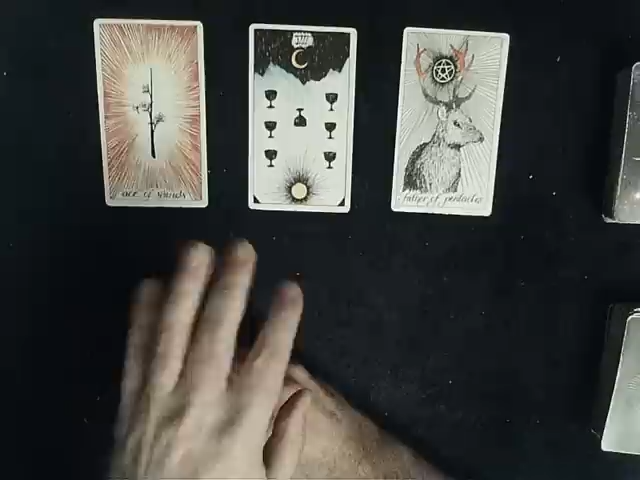 ace of wands
father of pentacles